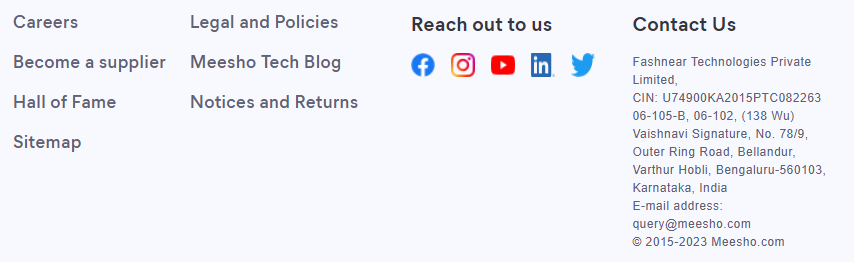 Careers
Become a supplier
Hall of Fame
Sitemap
Legal and Policies
Meesho Tech Blog
Notices and Returns
Reach out to us
in
Contact Us
Fashnear Technologies Private
Limited,
CIN: U74900KA2015PTC082263
06-105-B, 06-102, (138 Wu)
Vaishnavi Signature, No. 78/9,
Outer Ring Road, Bellandur,
Varthur Hobli, Bengaluru-560103,
Karnataka, India
E-mail address:
query@meesho.com
© 2015-2023 Meesho.com